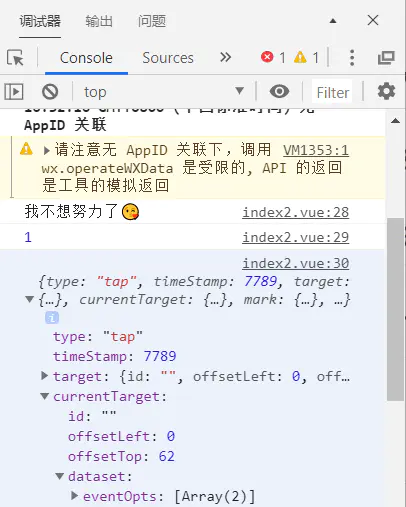 调试器 输出 问题
Console Sources 1 1
top Filter
AppID 关联
请注意无 AppID 关联下，调用 VM1353:1
wx.operateWXData 是受限的, API 的返回
是工具的模拟返回
我不想努力了😘 index2.vue:28
1 index2.vue:29
index2.vue:30
{type: "tap", timeStamp: 7789, target:
{…}, currentTarget: {…}, mark: {…}, …}
type: "tap"
timeStamp: 7789
target: {id: "", offsetLeft: 0, off…
currentTarget:
id: ""
offsetLeft: 0
offsetTop: 62
dataset:
eventOpts: [Array(2)]